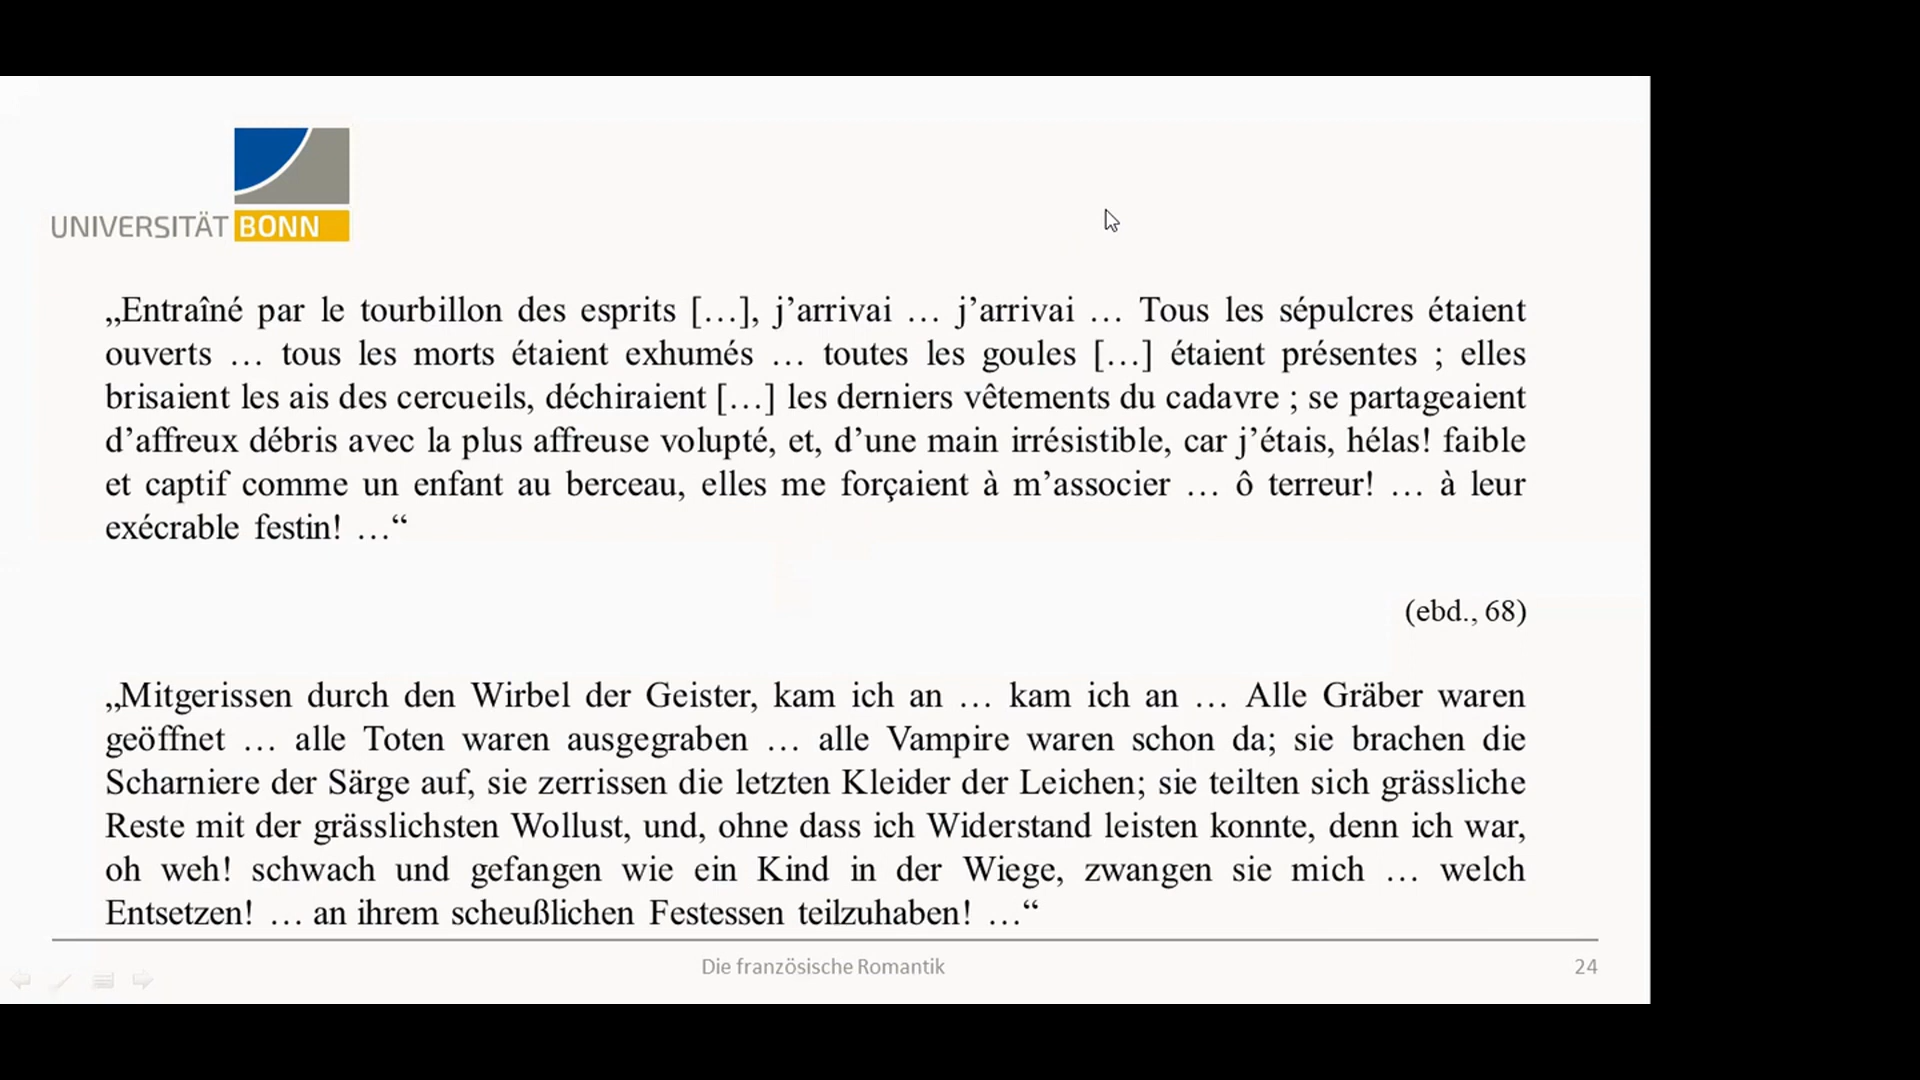 UNIVERSITÄT BONN
„Entraîné par le tourbillon des esprits […], j’arrivai … j’arrivai … Tous les sépulcres étaient
ouverts … tous les morts étaient exhumés … toutes les goules […] étaient présentes ; elles
brisaient les ais des cercueils, déchiraient […] les derniers vêtements du cadavre ; se partageaient
d’affreux débris avec la plus affreuse volupté, et, d’une main irrésistible, car j’étais, hélas! faible
et captif comme un enfant au berceau, elles me forçaient à m’associer … ô terreur! … à leur
exécrable festin! …“
(ebd., 68)
„Mitgerissen durch den Wirbel der Geister, kam ich an … kam ich an … Alle Gräber waren
geöffnet … alle Toten waren ausgegraben … alle Vampire waren schon da; sie brachen die
Scharniere der Särge auf, sie zerrissen die letzten Kleider der Leichen; sie teilten sich grässliche
Reste mit der grässlichsten Wollust, und, ohne dass ich Widerstand leisten konnte, denn ich war,
oh weh! schwach und gefangen wie ein Kind in der Wiege, zwangen sie mich … welch
Entsetzen! … an ihrem scheußlichen Festessen teilzuhaben! …“
Die französische Romantik
24